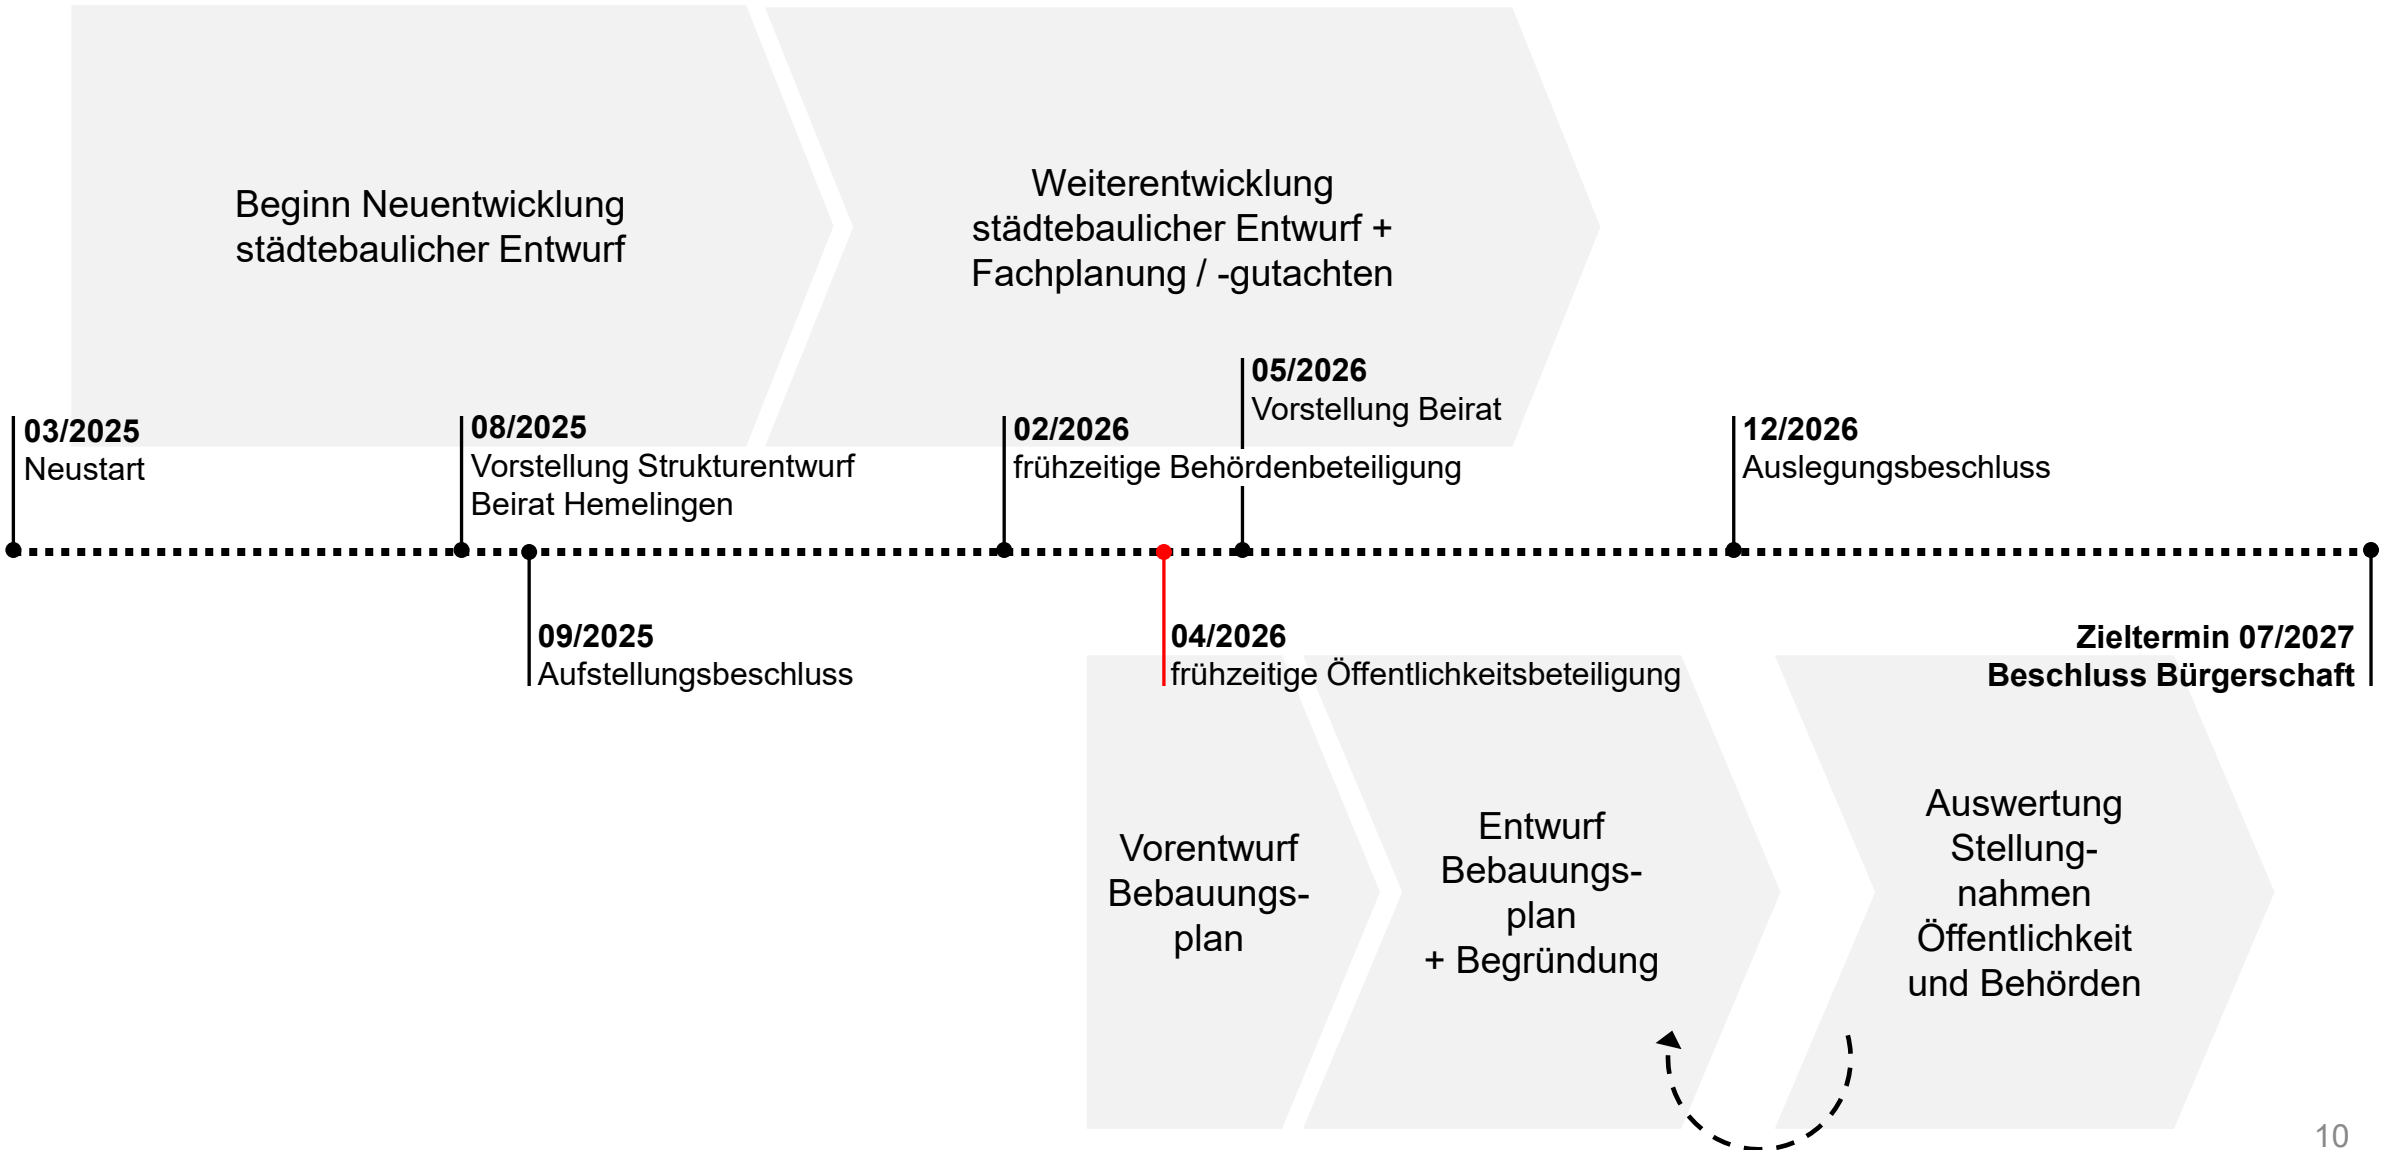 Beginn Neuentwicklung
städtebaulicher Entwurf
Weiterentwicklung
städtebaulicher Entwurf +
Fachplanung / -gutachten
03/2025
Neustart
08/2025
Vorstellung Strukturentwurf
Beirat Hemelingen
02/2026
frühzeitige Behördenbeteiligung
05/2026
Vorstellung Beirat
12/2026
Auslegungsbeschluss
09/2025
Aufstellungsbeschluss
04/2026
frühzeitige Öffentlichkeitsbeteiligung
Zieltermin 07/2027
Beschluss Bürgerschaft
Vorentwurf
Bebauungs-
plan
Entwurf
Bebauungs-
plan
+ Begründung
Auswertung
Stellung-
nahmen
Öffentlichkeit
und Behörden
10